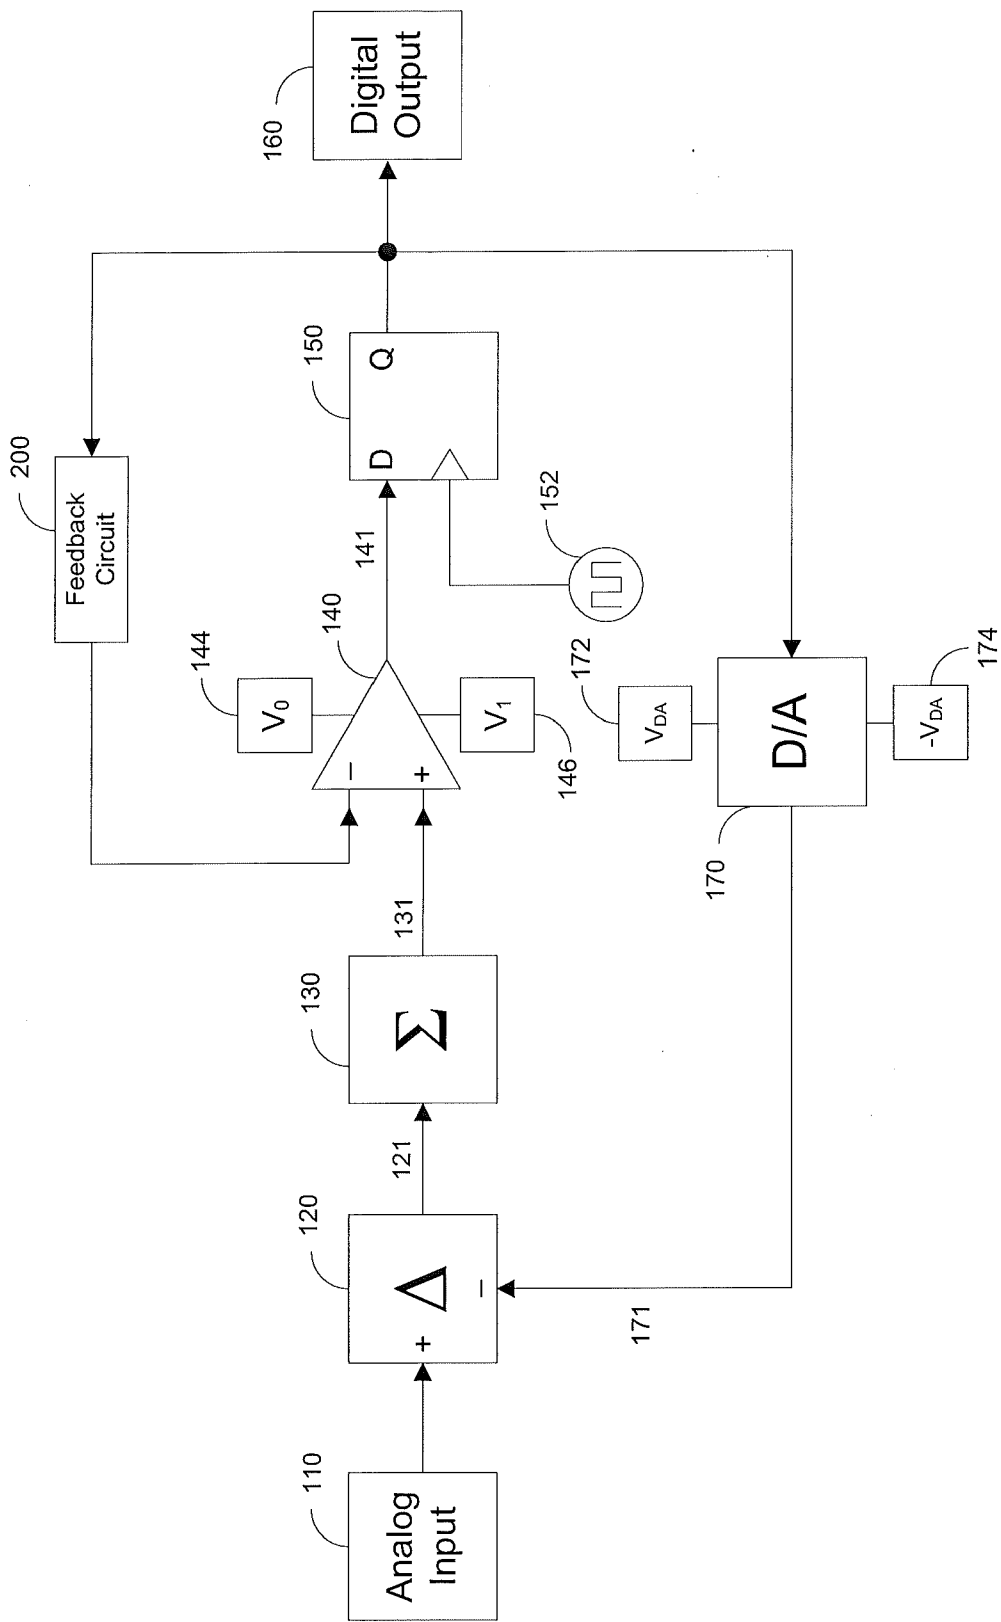 110
Analog
Input
120
+
Δ
−
121
130
Σ
131
171
200
Feedback
Circuit
144
V0
140
−
+
V1
146
141
150
D
Q
152
160
Digital
Output
172
VDA
D/A
170
-VDA
174